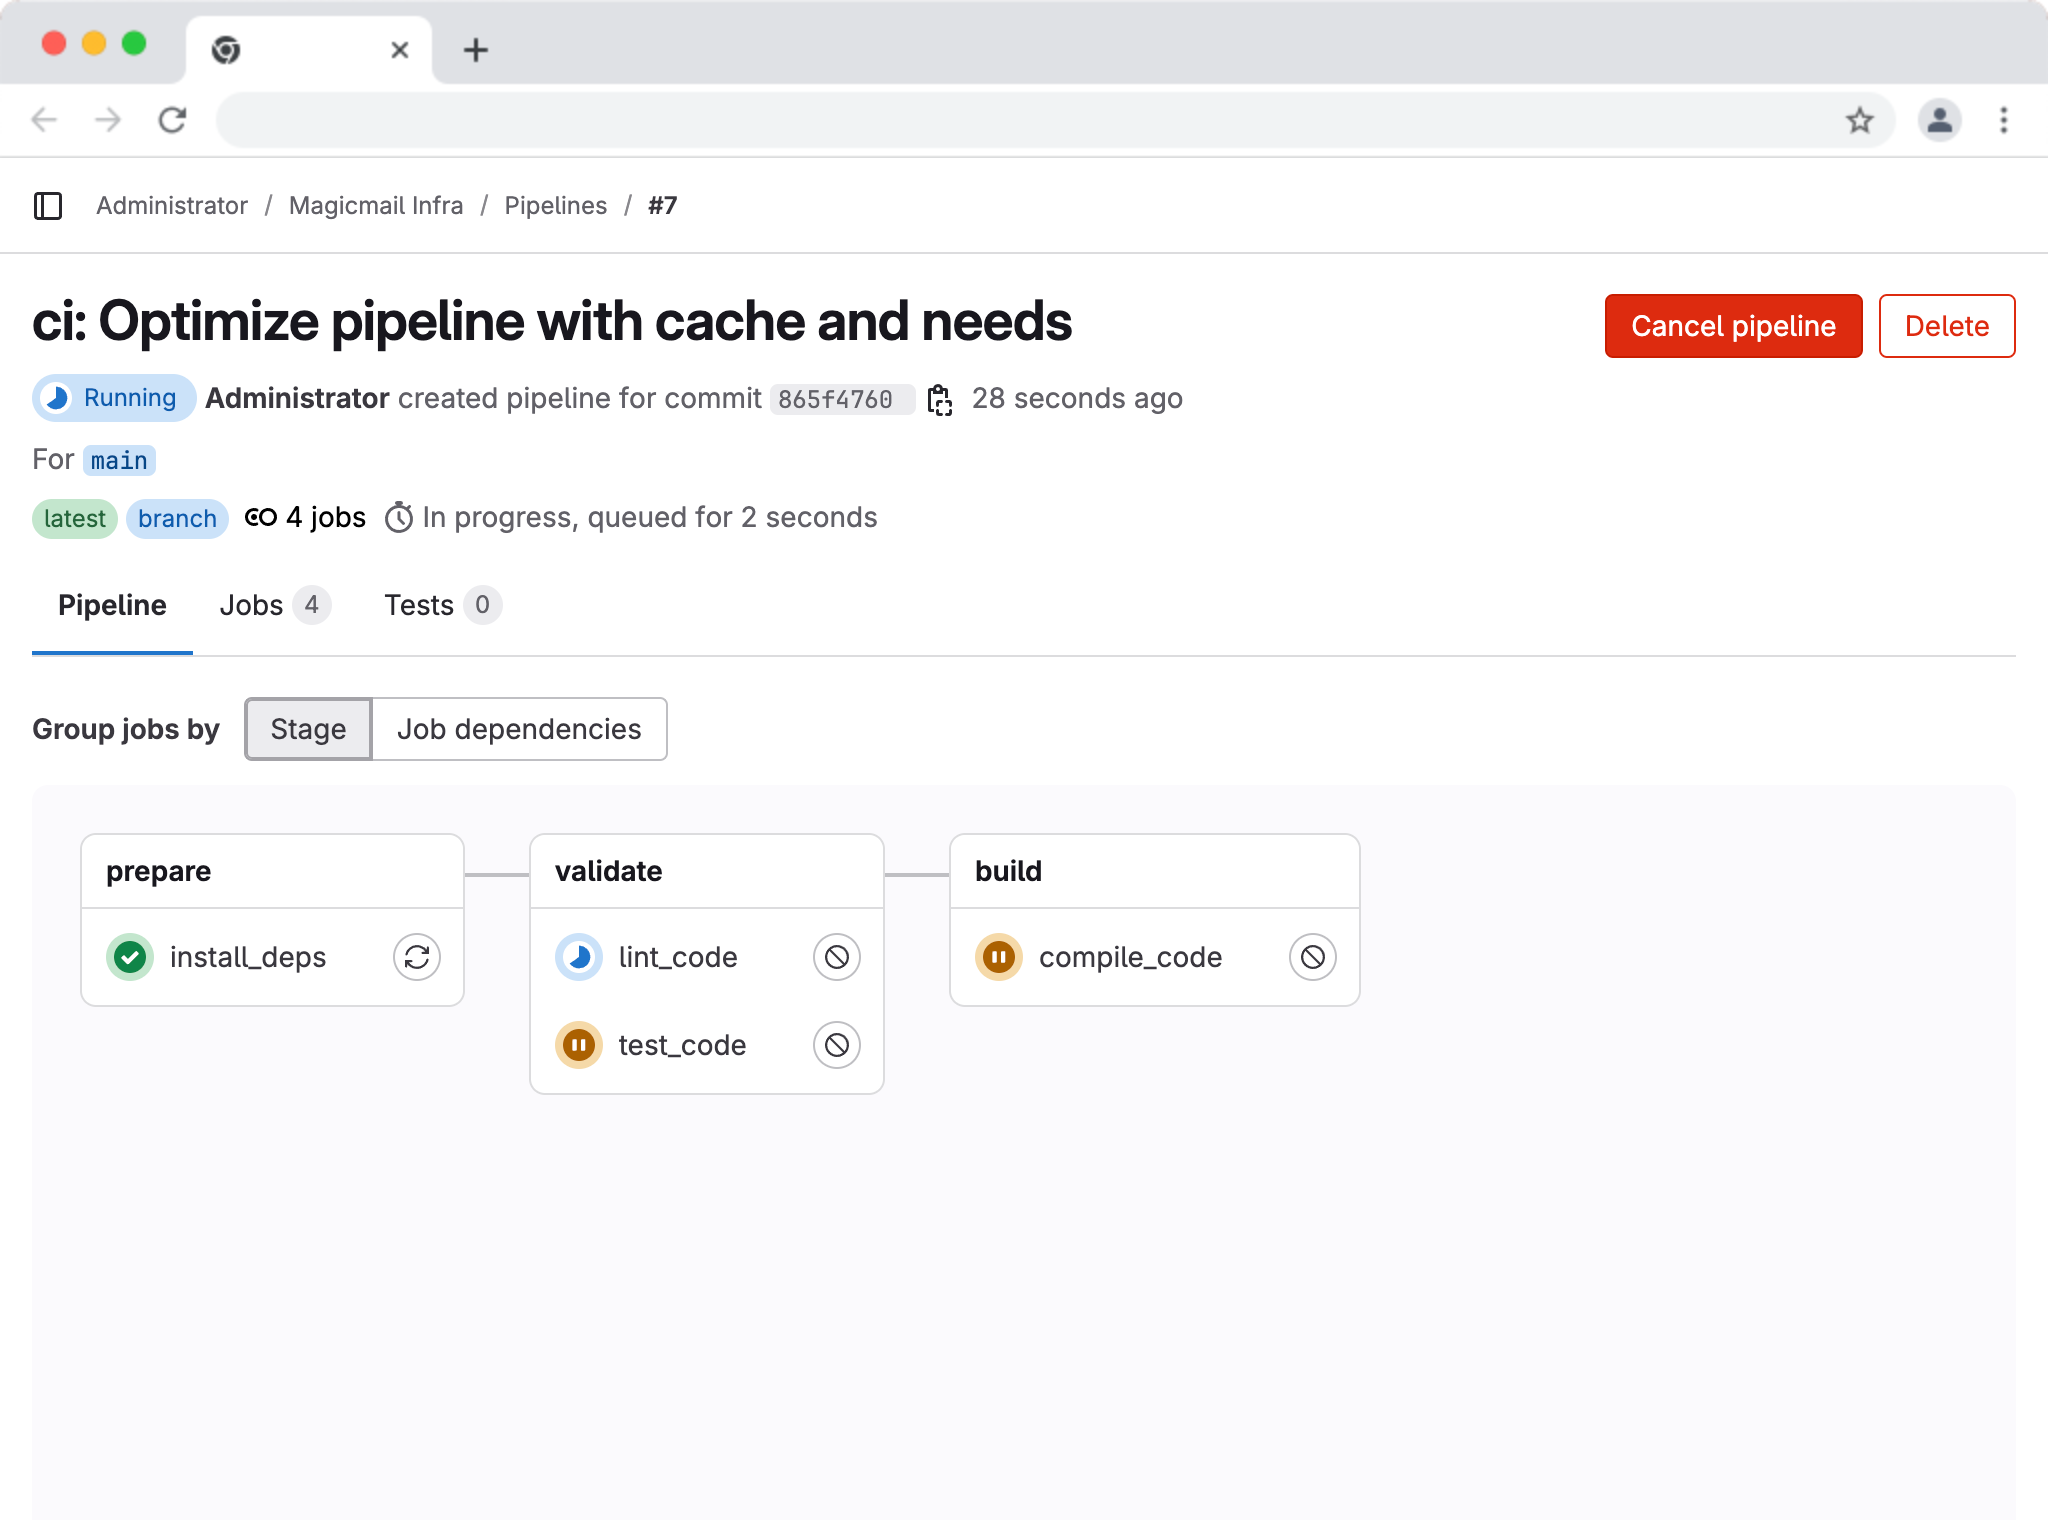 Administrator / Magicmail Infra / Pipelines / #7
ci: Optimize pipeline with cache and needs
Cancel pipeline
Delete
Running Administrator created pipeline for commit 865f4760 28 seconds ago
For main
latest branch 4 jobs In progress, queued for 2 seconds
Pipeline Jobs 4 Tests 0
Group jobs by Stage Job dependencies
prepare
install_deps
validate
lint_code
test_code
build
compile_code